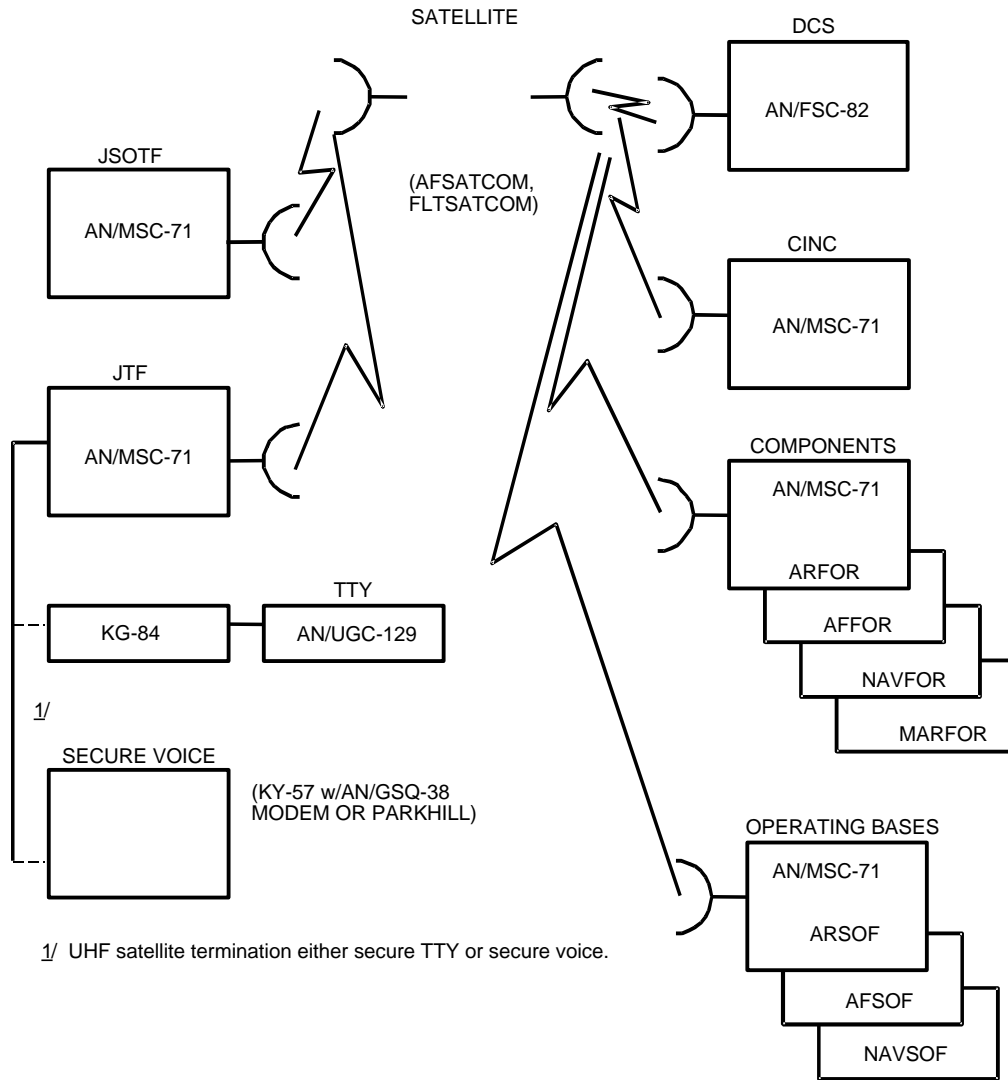 SATELLITE
DCS
AN/FSC-82
JSOTF
AN/MSC-71
(AFSATCOM,
FLTSATCOM)
CINC
AN/MSC-71
JTF
AN/MSC-71
COMPONENTS
AN/MSC-71
ARFOR
AFFOR
NAVFOR
MARFOR
TTY
KG-84
AN/UGC-129
1/
SECURE VOICE
(KY-57 w/AN/GSQ-38
MODEM OR PARKHILL)
OPERATING BASES
AN/MSC-71
ARSOF
AFSOF
NAVSOF
1/ UHF satellite termination either secure TTY or secure voice.